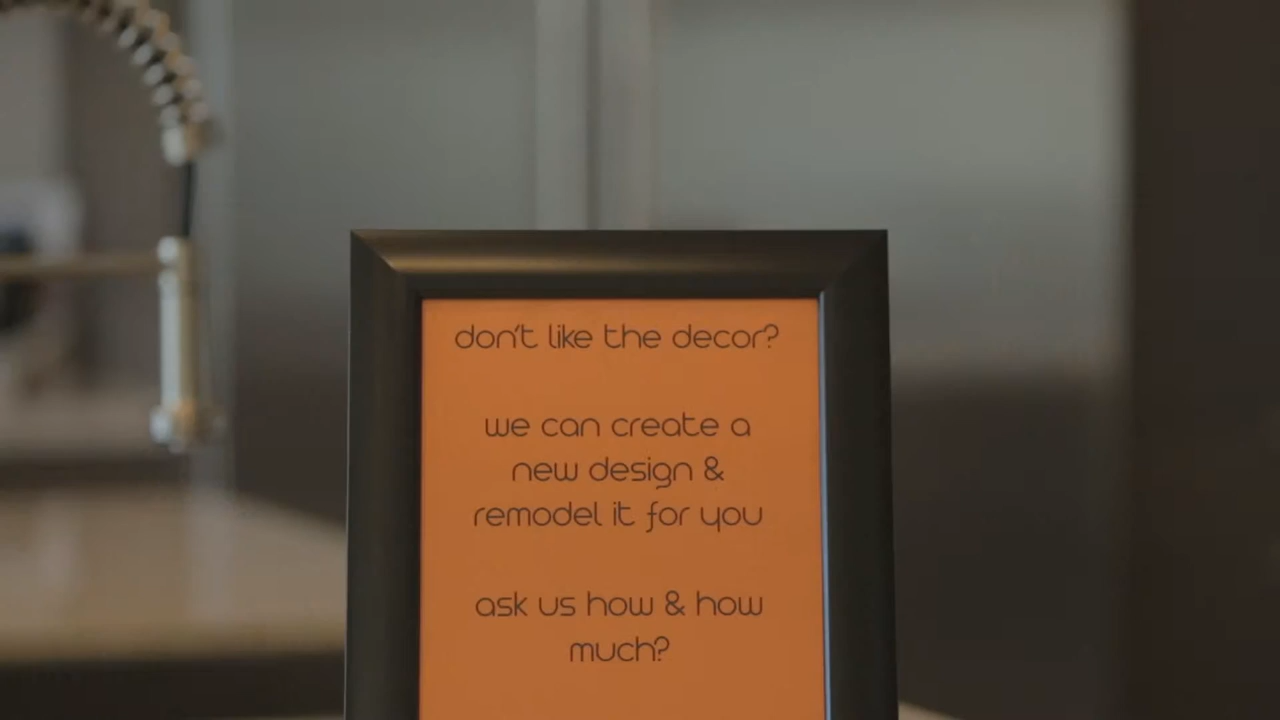 don't like the decor?
we can create a
new design &
remodel it for you
ask us how & how
much?